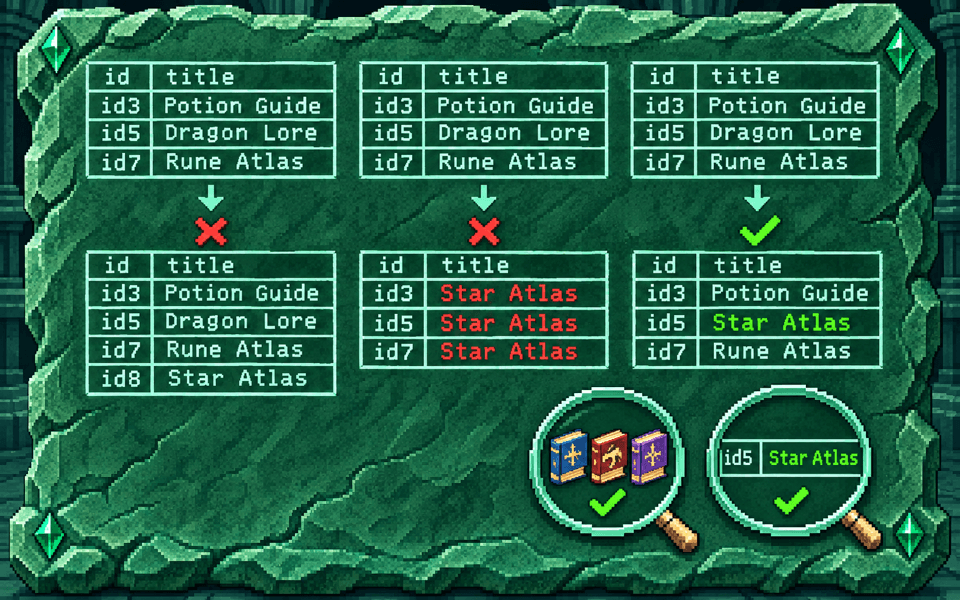 id title
id3 Potion Guide
id5 Dragon Lore
id7 Rune Atlas
id title
id3 Potion Guide
id5 Dragon Lore
id7 Rune Atlas
id title
id3 Potion Guide
id5 Dragon Lore
id7 Rune Atlas
id title
id3 Potion Guide
id5 Dragon Lore
id7 Rune Atlas
id8 Star Atlas
id title
id3 Star Atlas
id5 Star Atlas
id7 Star Atlas
id title
id3 Potion Guide
id5 Star Atlas
id7 Rune Atlas
id5 Star Atlas